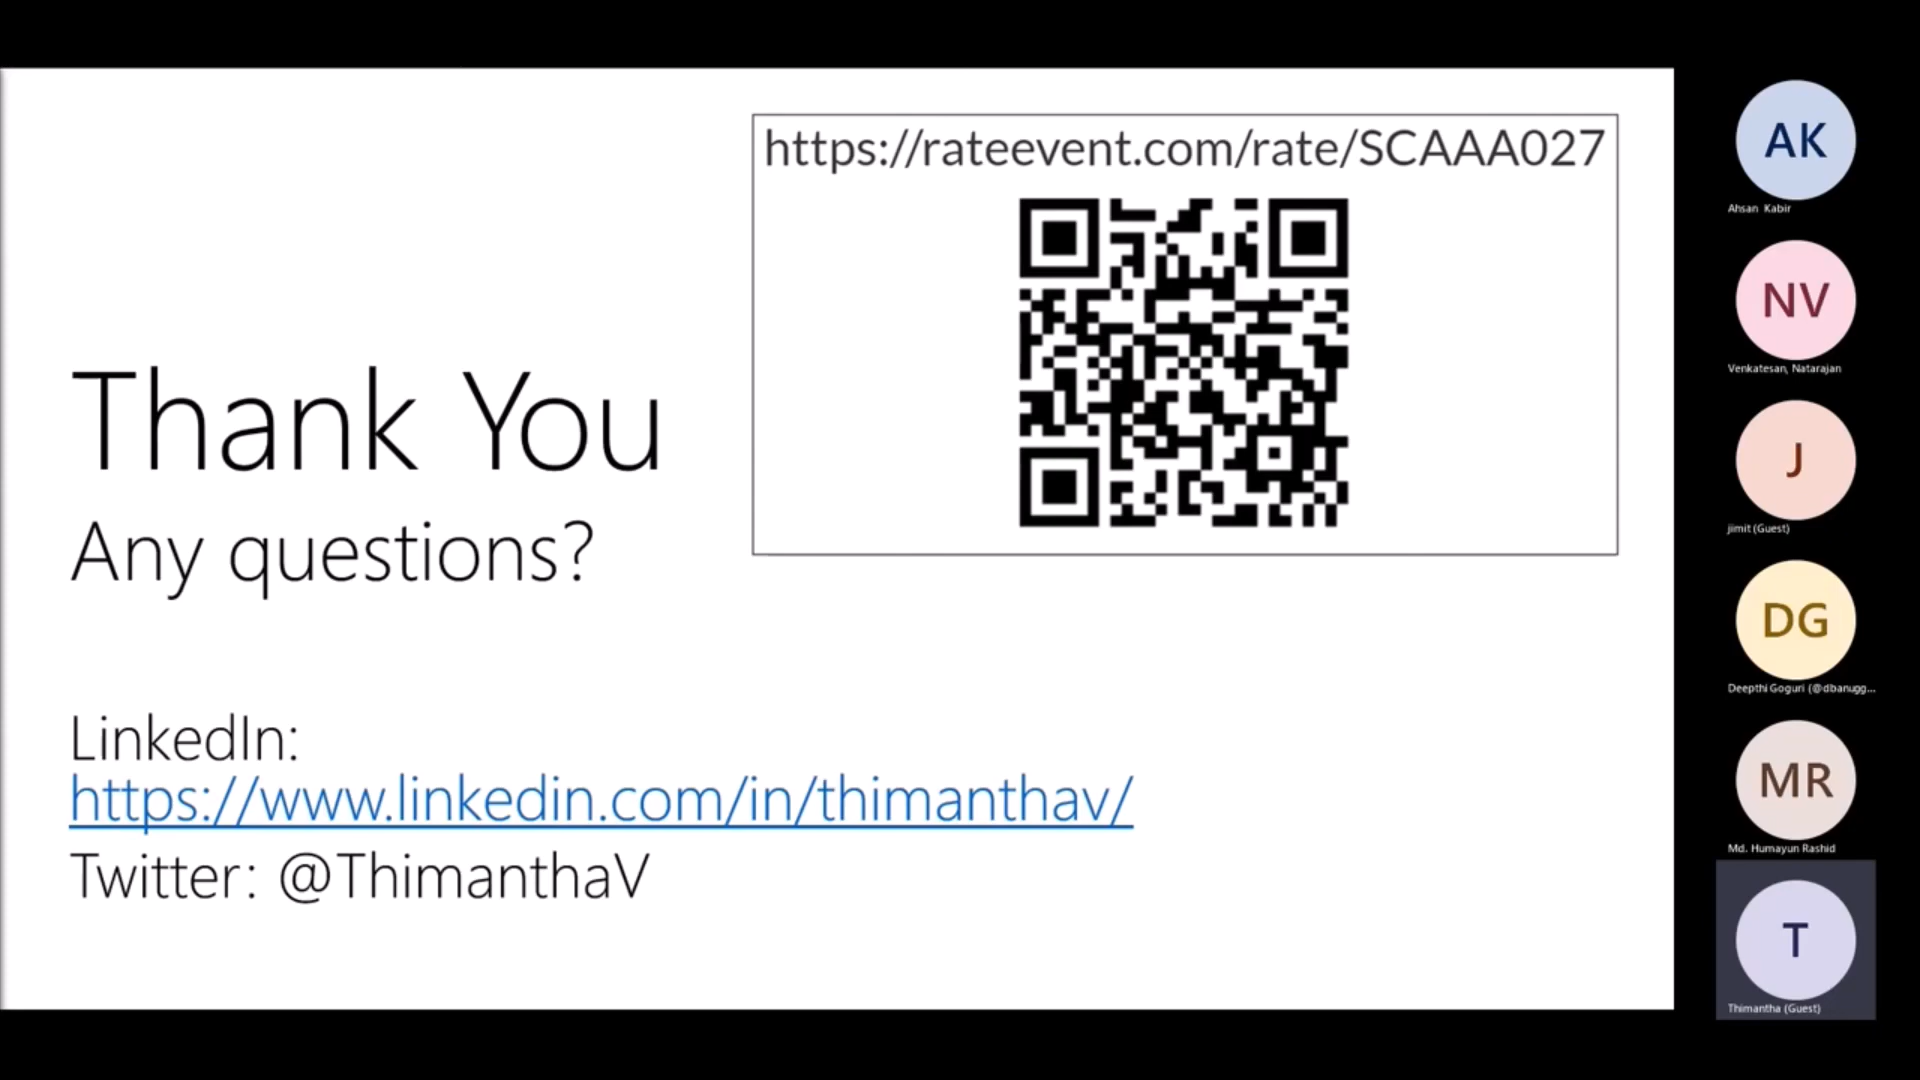 https://rateevent.com/rate/SCAAA027
Thank You
Any questions?
LinkedIn:
https://www.linkedin.com/in/thimanthav/
Twitter: @ThimanthaV
AK
Ahsan Kabir
NV
Venkatesan, Natarajan
J
jimit (Guest)
DG
Deepthi Goguri (@dbanugg...
MR
Md. Humayun Rashid
T
Thimantha (Guest)